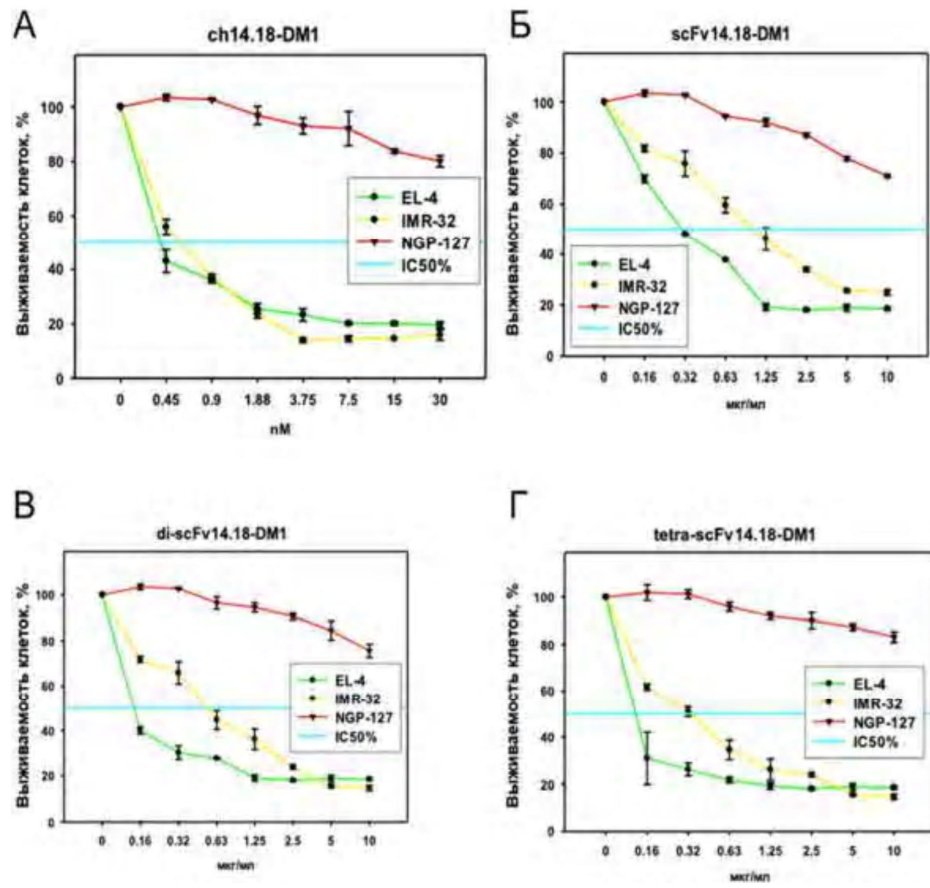 А
ch14.18-DM1
Выживаемость клеток, %
100
80
60
40
20
0
EL-4
IMR-32
NGP-127
IC50%
0 0.45 0.9 1.88 3.75 7.5 15 30
nM
Б
scFv14.18-DM1
Выживаемость клеток, %
100
80
60
40
20
0
EL-4
IMR-32
NGP-127
IC50%
0 0.16 0.32 0.63 1.25 2.5 5 10
мкг/мл
В
di-scFv14.18-DM1
Выживаемость клеток, %
100
80
60
40
20
0
EL-4
IMR-32
NGP-127
IC50%
0 0.16 0.32 0.63 1.25 2.5 5 10
мкг/мл
Г
tetra-scFv14.18-DM1
Выживаемость клеток, %
100
80
60
40
20
0
EL-4
IMR-32
NGP-127
IC50%
0 0.16 0.32 0.63 1.25 2.5 5 10
мкг/мл